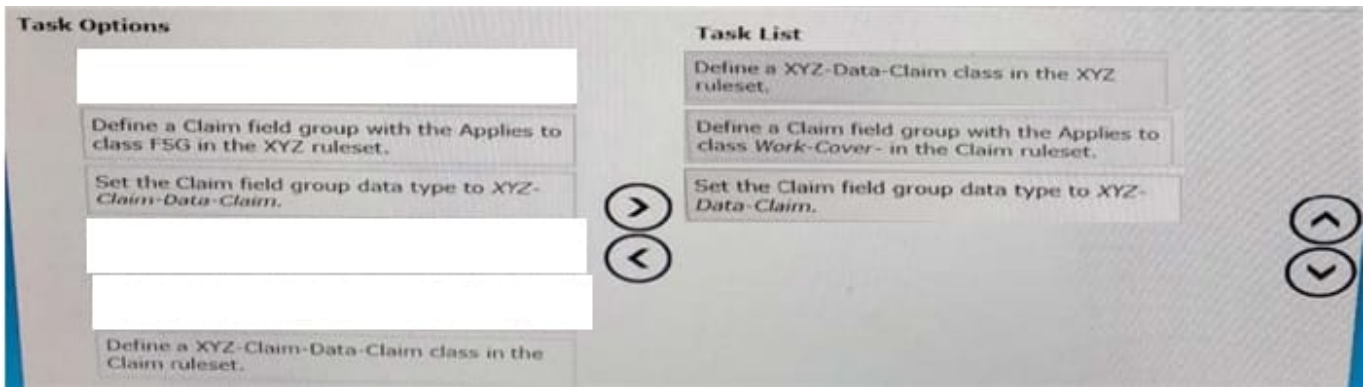 Task Options
Define a Claim field group with the Applies to
class FSG in the XYZ ruleset.
Set the Claim field group data type to XYZ-
Claim-Data-Claim.
Define a XYZ-Claim-Data-Claim class in the
Claim ruleset.
Task List
Define a XYZ-Data-Claim class in the XYZ
ruleset.
Define a Claim field group with the Applies to
class Work-Cover- in the Claim ruleset.
Set the Claim field group data type to XYZ-
Data-Claim.